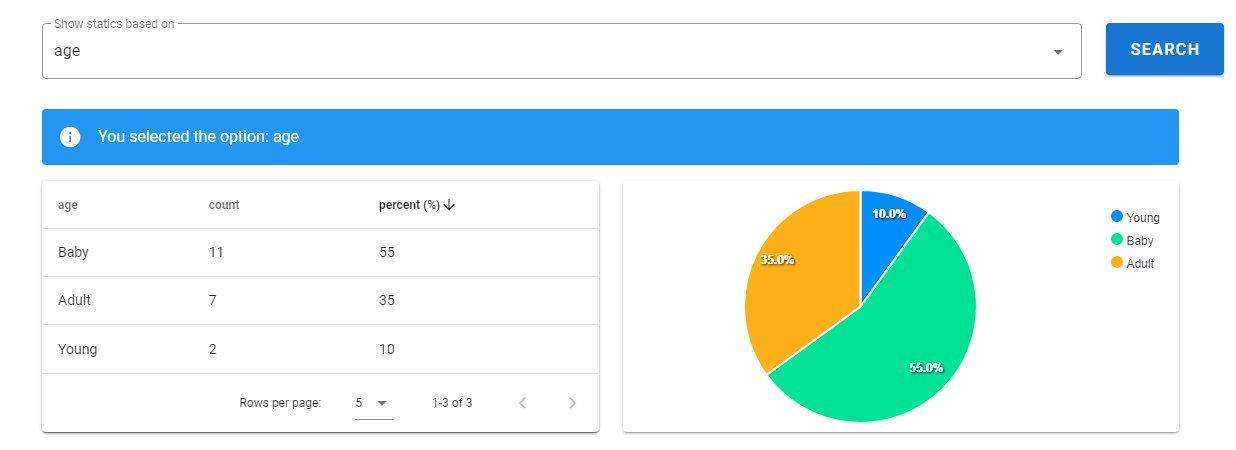 Show statics based on
age
SEARCH
You selected the option: age
age count percent (%)
Baby 11 55
Adult 7 35
Young 2 10
Rows per page: 5 1-3 of 3
10.0%
35.0%
55.0%
Young
Baby
Adult